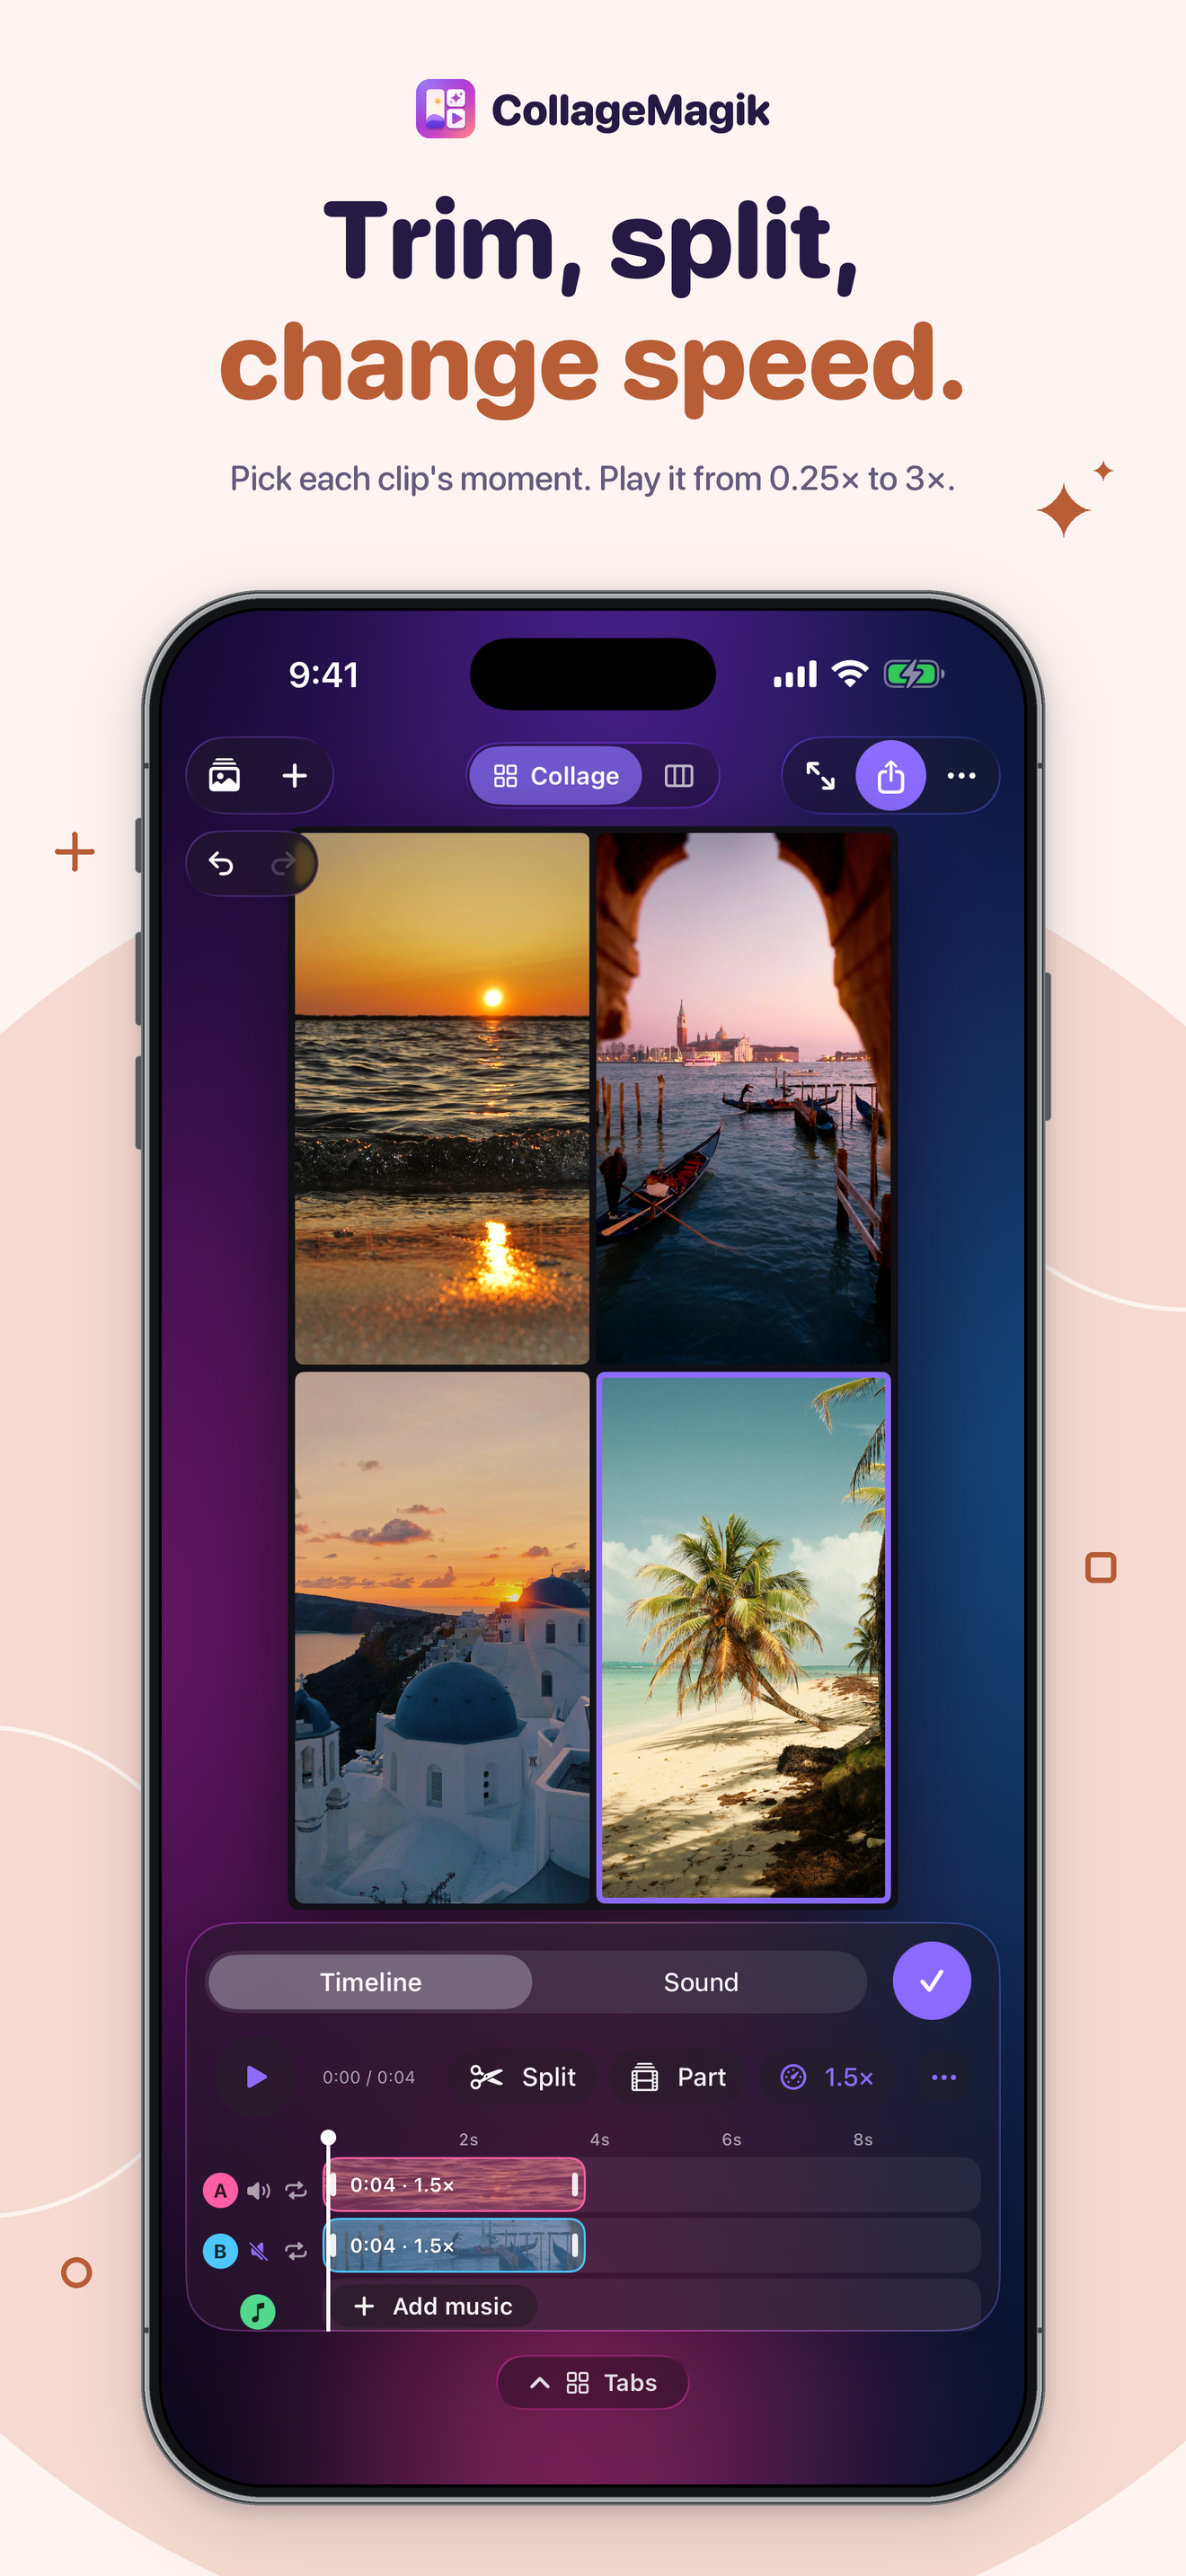 CollageMagik
Trim, split,
change speed.
Pick each clip's moment. Play it from 0.25× to 3×.
9:41
Collage
Timeline
Sound
0:00 / 0:04
Split
Part
1.5×
2s
4s
6s
8s
A
0:04 · 1.5×
B
0:04 · 1.5×
Add music
Tabs